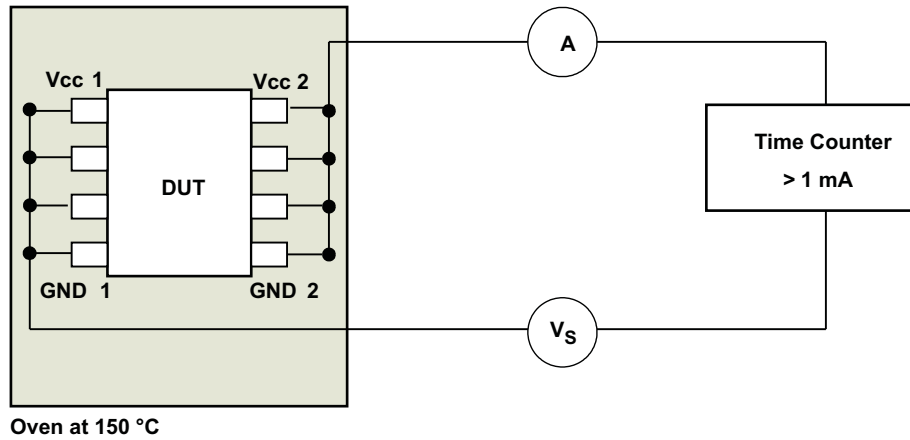 A
Vcc 1
Vcc 2
Time Counter
> 1 mA
DUT
GND 1
GND 2
VS
Oven at 150 °C